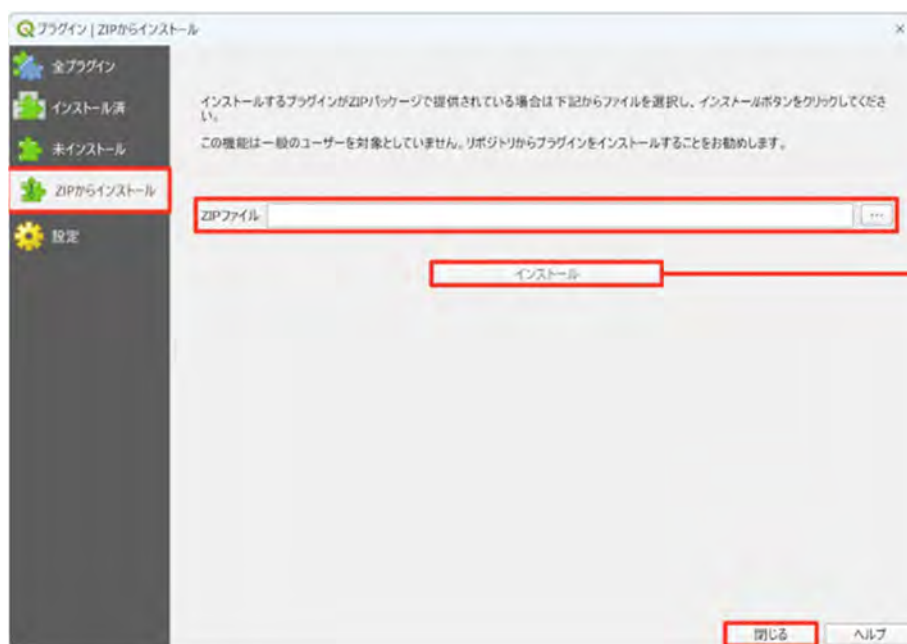 プラグイン | ZIPからインストール
全プラグイン
インストール済
未インストール
ZIPからインストール
設定
インストールするプラグインがZIPパッケージで提供されている場合は下記からファイルを選択し、インストールボタンをクリックしてくださ
い。
この機能は一般のユーザーを対象としていません。リポジトリからプラグインをインストールすることをお勧めします。
ZIPファイル
...
インストール
閉じる
ヘルプ